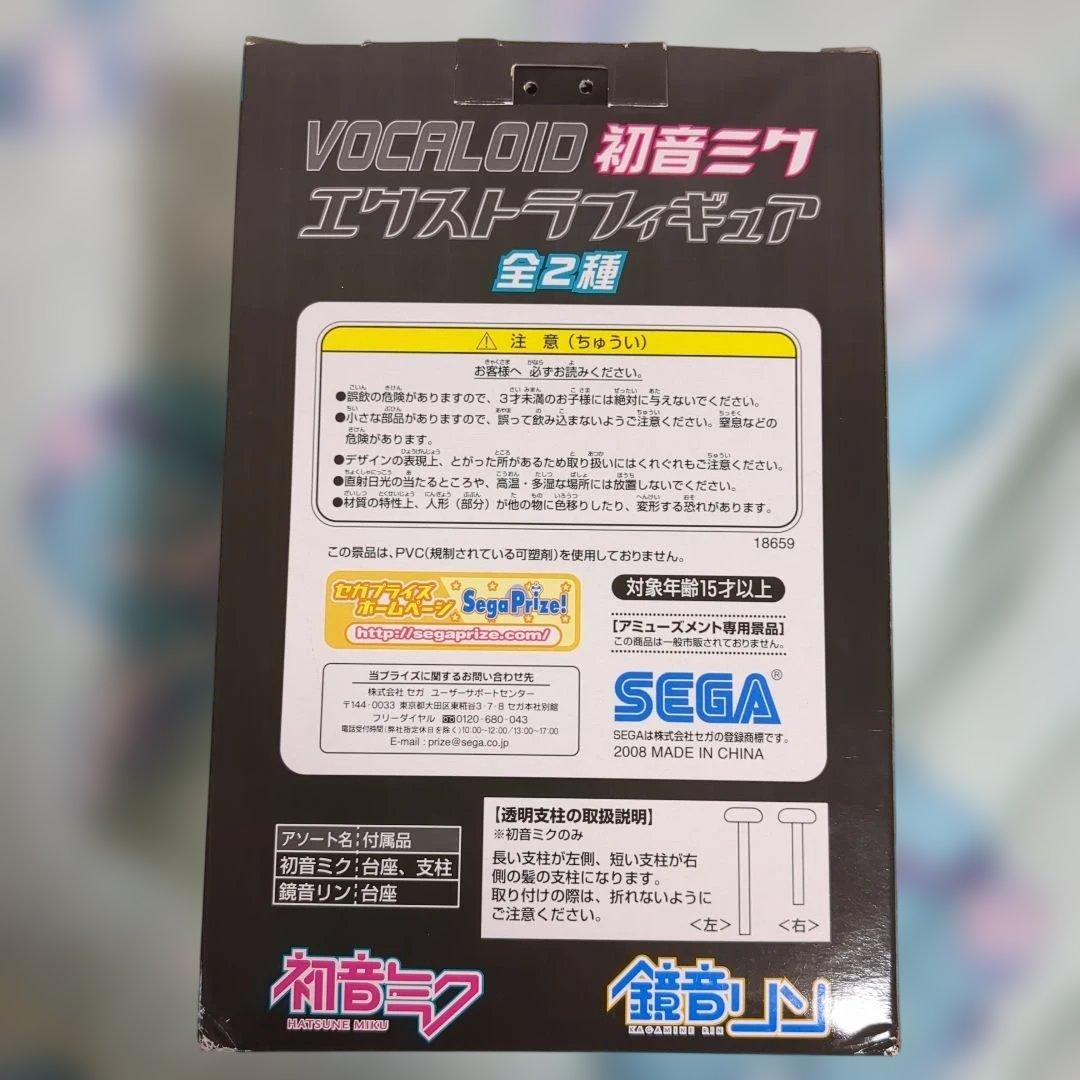 VOCALOID 初音ミク
エクストラフィギュア
全2種
注 意（ちゅうい）
お客様へ 必ずお読みください。
●誤飲の危険がありますので、3才未満のお子様には絶対に与えないでください。
●小さな部品がありますので、誤って飲み込まないようご注意ください。窒息などの
危険があります。
●デザインの表現上、とがった所があるため取り扱いにはくれぐれもご注意ください。
●直射日光の当たるところや、高温・多湿な場所には放置しないでください。
●材質の特性上、人形（部分）が他の物に色移りしたり、変形する恐れがあります。
18659
この景品は、PVC(規制されている可塑剤)を使用しておりません。
セガプライズ
ホームページ
Sega Prize!
http://segaprize.com/
対象年齢15才以上
【アミューズメント専用景品】
この商品は一般市販されておりません。
当プライズに関するお問い合わせ先
株式会社 セガ ユーザーサポートセンター
〒144-0033 東京都大田区東糀谷3-7-8 セガ本社別館
フリーダイヤル 0120-680-043
電話受付時間(弊社指定休日を除く)10:00~12:00/13:00~17:00
E-mail : prize@sega.co.jp
SEGA®
SEGAは株式会社セガの登録商標です。
2008 MADE IN CHINA
アソート名 付属品
初音ミク 台座、支柱
鏡音リン 台座
【透明支柱の取扱説明】
※初音ミクのみ
長い支柱が左側、短い支柱が右
側の髪の支柱になります。
取り付けの際は、折れないように
ご注意ください。
<左> <右>
初音ミク
HATSUNE MIKU
鏡音リン
KAGAMINE RIN